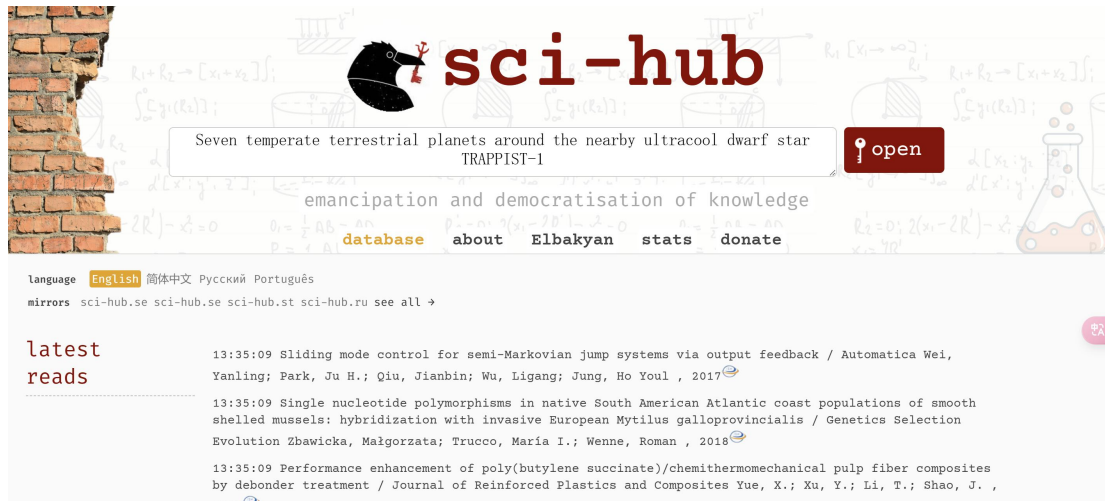 sci-hub
Seven temperate terrestrial planets around the nearby ultracool dwarf star
TRAPPIST-1
open
emancipation and democratisation of knowledge
database about Elbakyan stats donate
language English 简体中文 Русский Português
mirrors sci-hub.se sci-hub.se sci-hub.st sci-hub.ru see all →
latest
reads
13:35:09 Sliding mode control for semi-Markovian jump systems via output feedback / Automatica Wei,
Yanling; Park, Ju H.; Qiu, Jianbin; Wu, Ligang; Jung, Ho Youl , 2017
13:35:09 Single nucleotide polymorphisms in native South American Atlantic coast populations of smooth
shelled mussels: hybridization with invasive European Mytilus galloprovincialis / Genetics Selection
Evolution Zbawicka, Małgorzata; Trucco, María I.; Wenne, Roman , 2018
13:35:09 Performance enhancement of poly(butylene succinate)/chemithermomechanical pulp fiber composites
by debonder treatment / Journal of Reinforced Plastics and Composites Yue, X.; Xu, Y.; Li, T.; Shao, J. ,